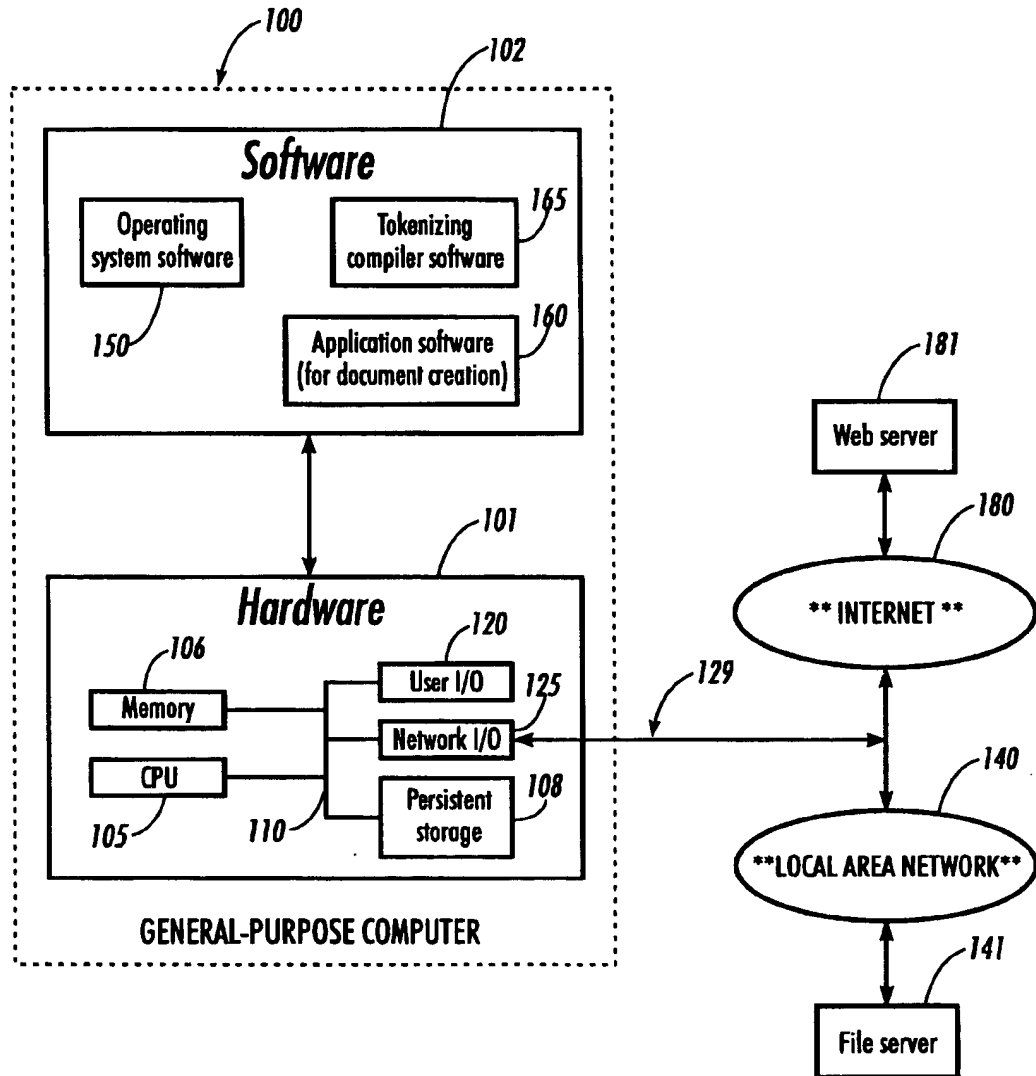 100
102
Software
Operating
system software
150
Tokenizing
compiler software
165
Application software
(for document creation)
160
181
Web server
180
** INTERNET **
101
Hardware
106
Memory
CPU
105
110
120
User I/O
125
Network I/O
108
Persistent
storage
129
140
**LOCAL AREA NETWORK**
141
File server
GENERAL-PURPOSE COMPUTER